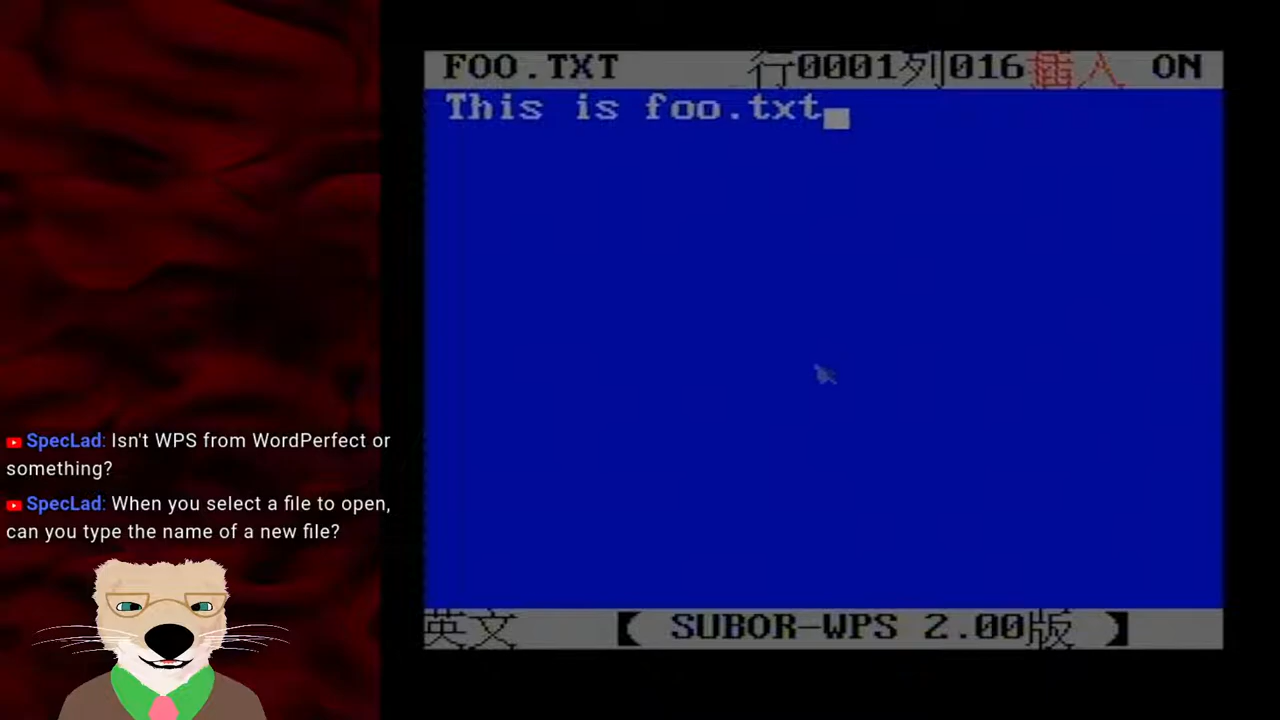 FOO.TXT 行0001列016插入 ON
This is foo.txt
SpecLad: Isn't WPS from WordPerfect or
something?
SpecLad: When you select a file to open,
can you type the name of a new file?
英文 【 SUBOR-WPS 2.00版 】